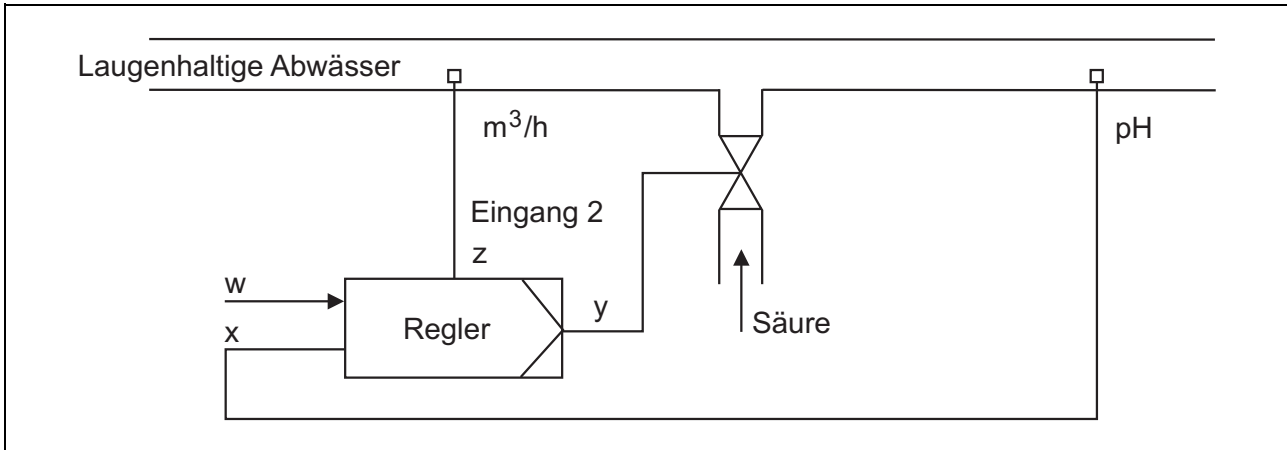 Laugenhaltige Abwässer
m³/h
pH
Eingang 2
z
w
x
Regler
y
Säure